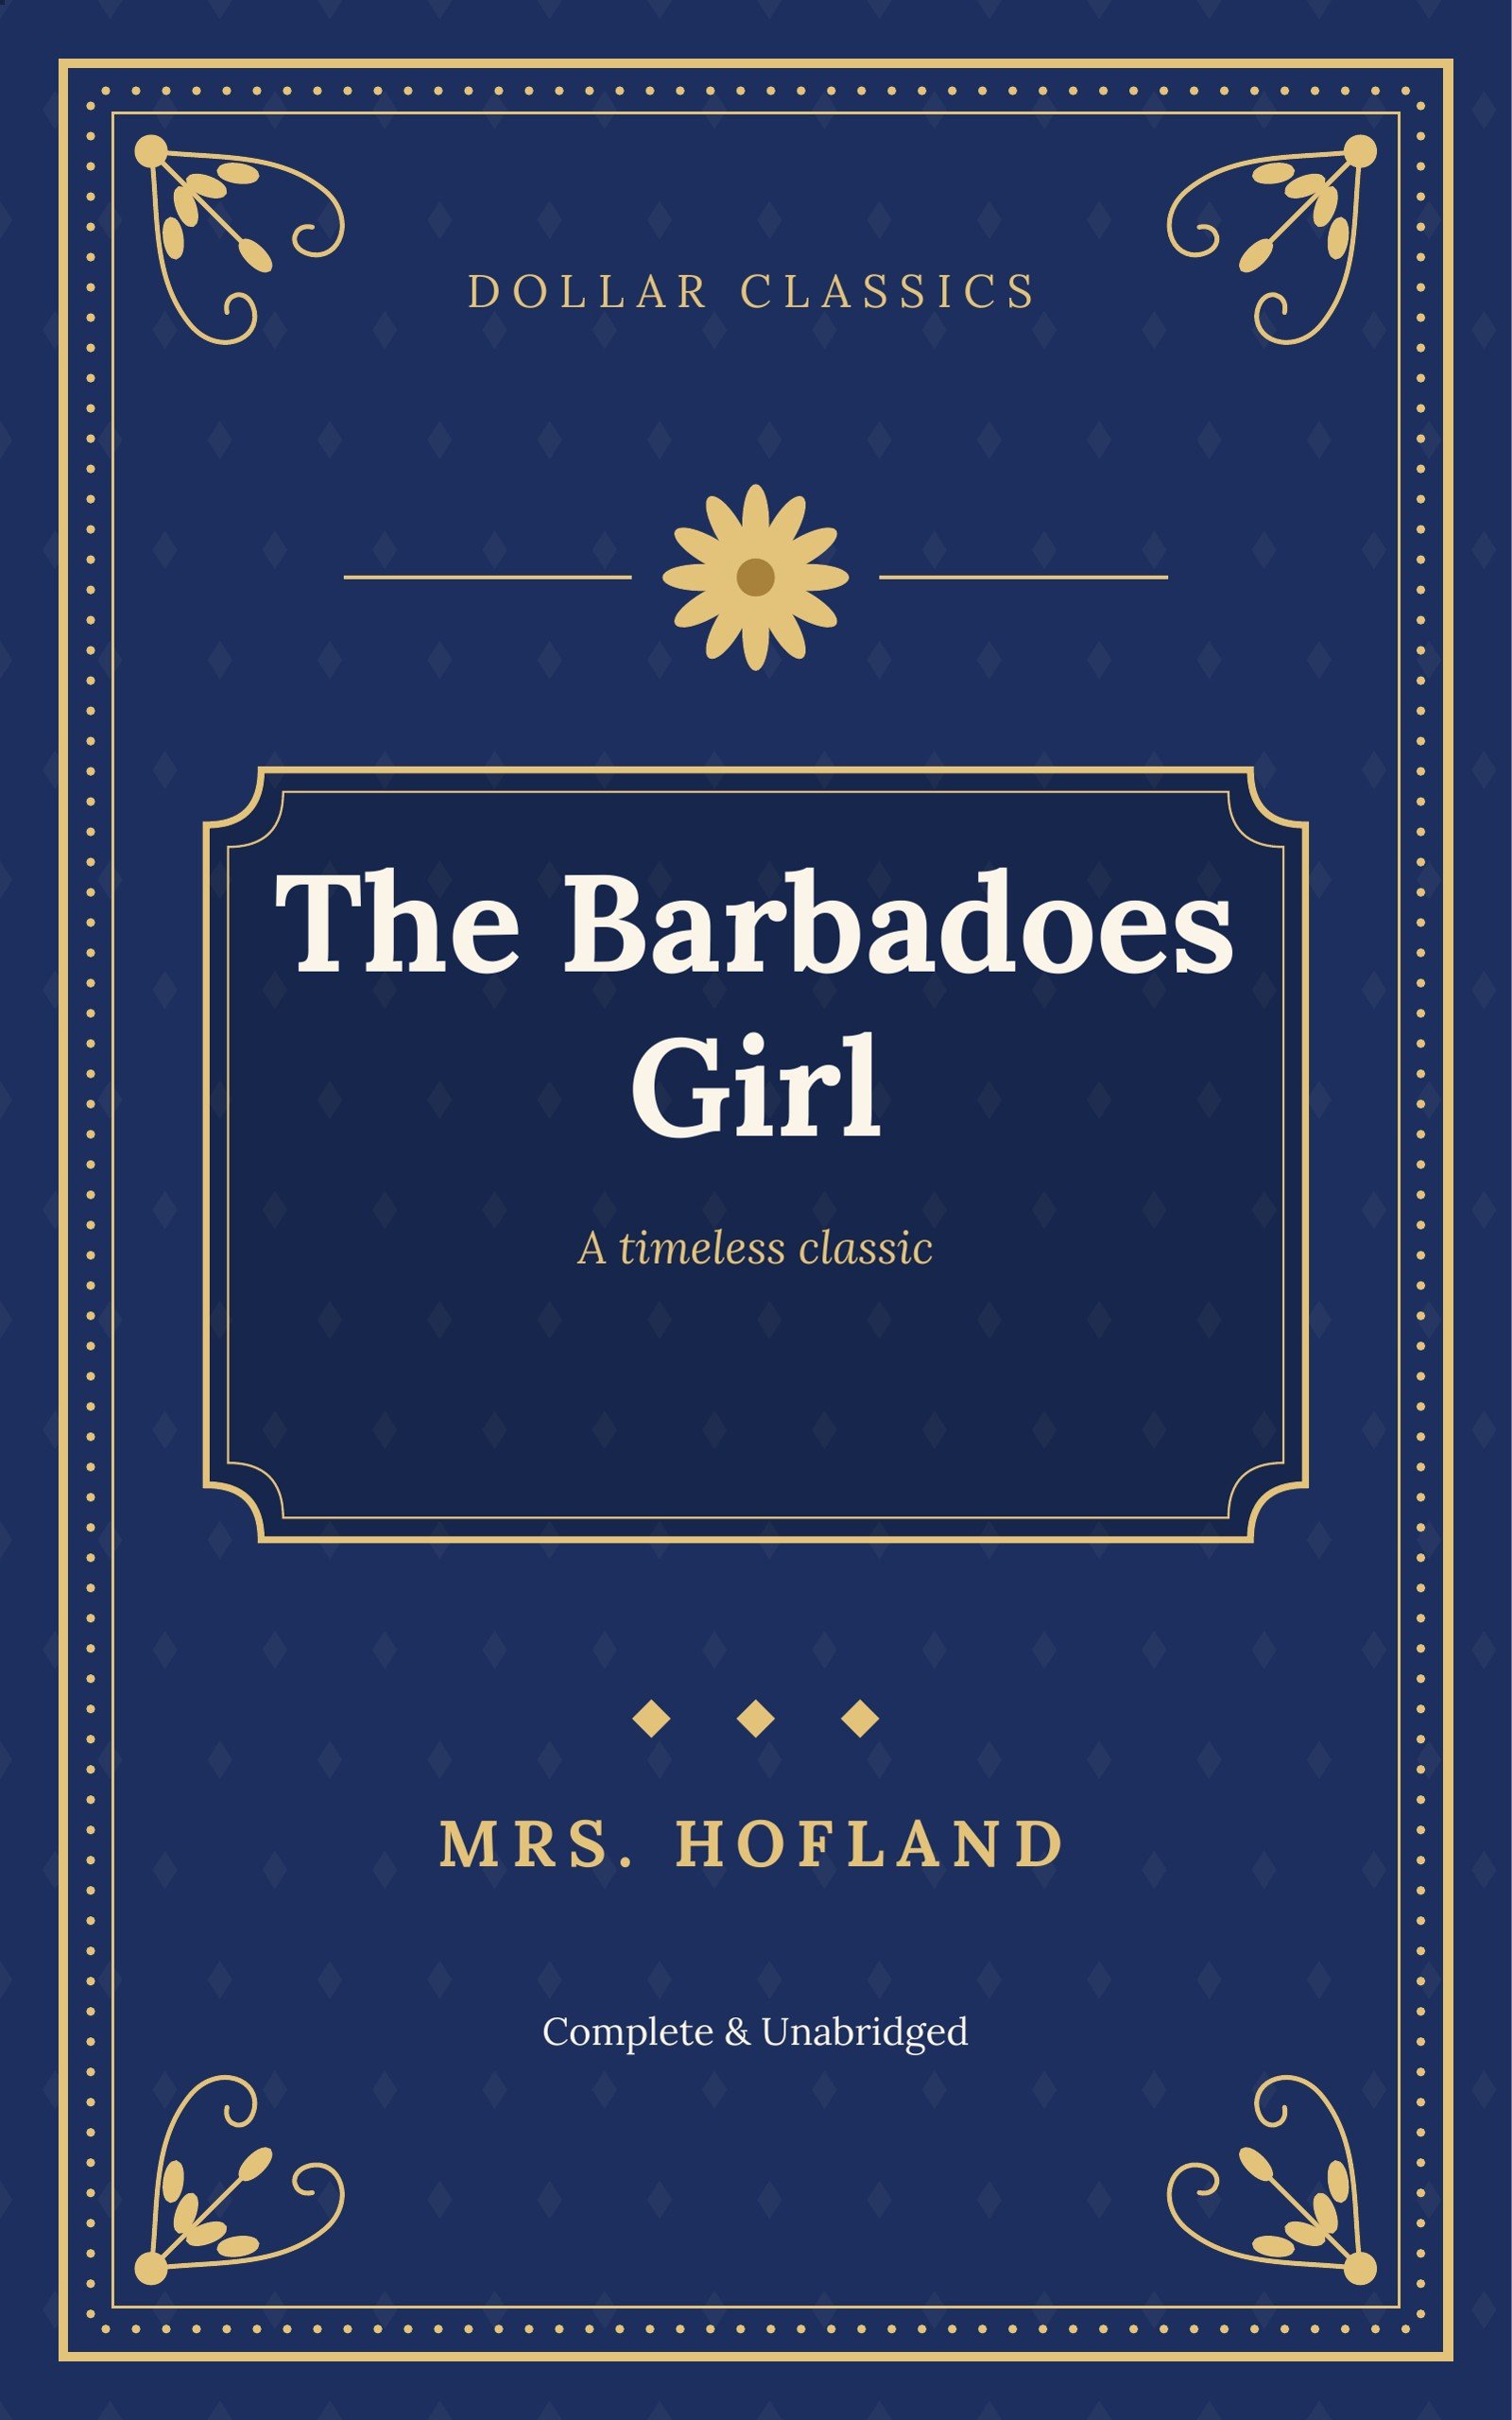 DOLLAR CLASSICS
The Barbadoes
Girl
A timeless classic
MRS. HOFLAND
Complete & Unabridged